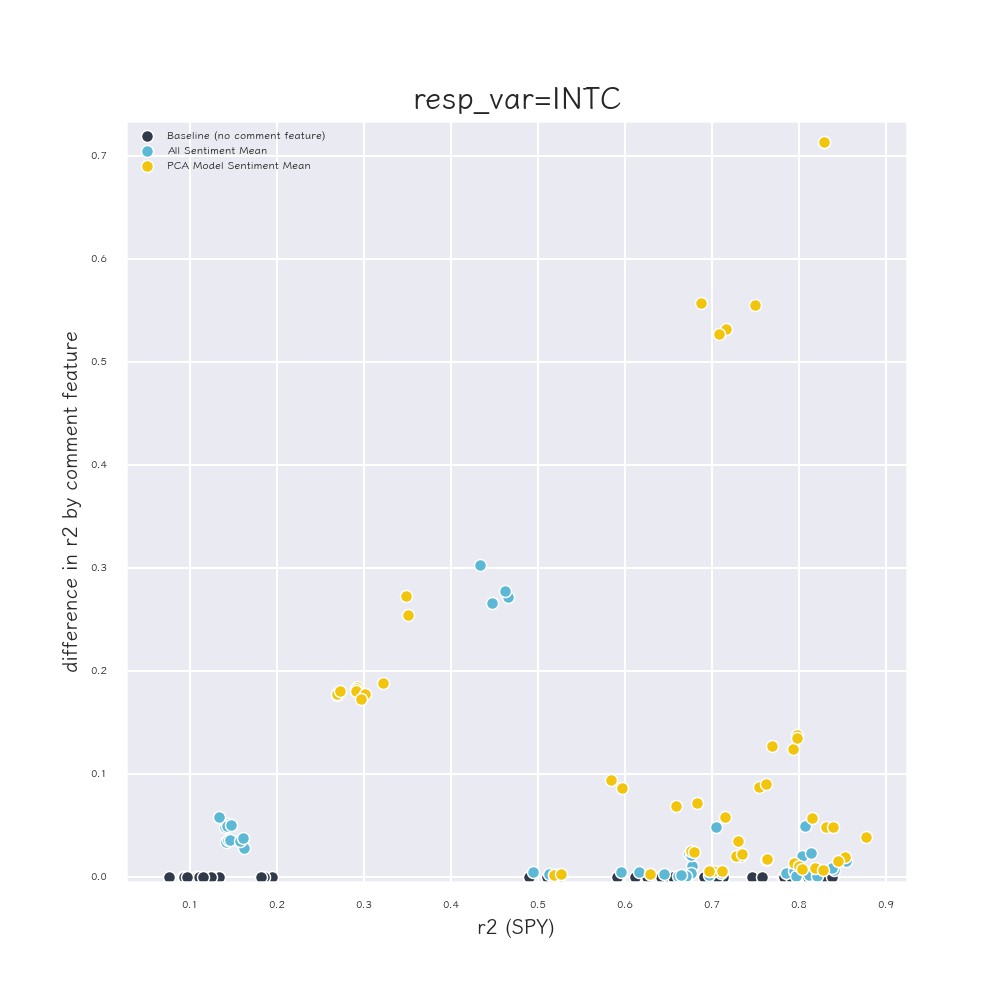 resp_var=INTC
Baseline (no comment feature)
All Sentiment Mean
PCA Model Sentiment Mean
difference in r2 by comment feature
0.7
0.6
0.5
0.4
0.3
0.2
0.1
0.0
0.1 0.2 0.3 0.4 0.5 0.6 0.7 0.8 0.9
r2 (SPY)